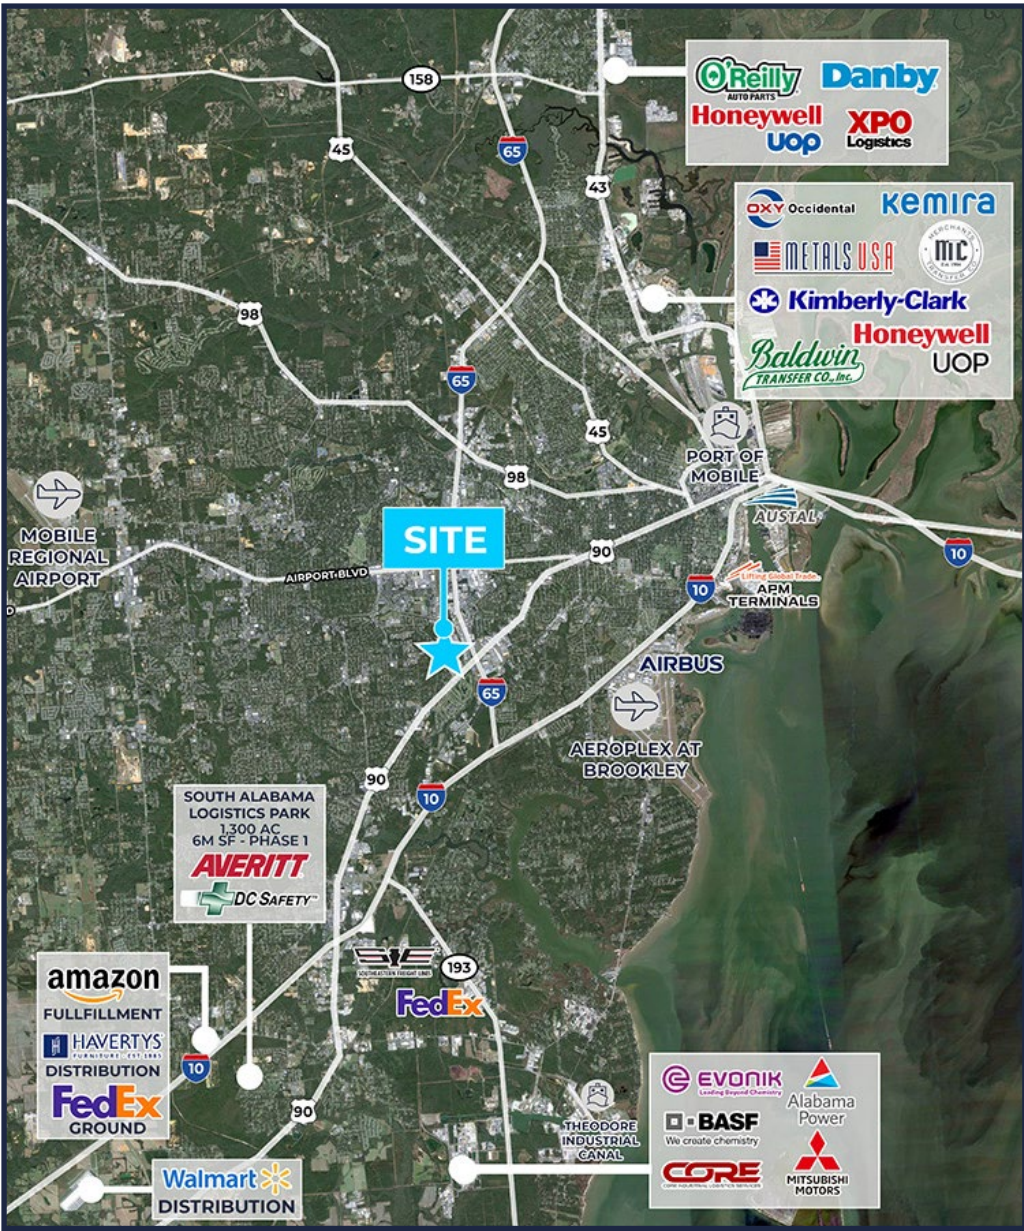 158
45
65
43
O'Reilly
AUTO PARTS
Danby
Honeywell
UOP
XPO
Logistics
OXY Occidental
Kemira
METALS USA
MERCHANTS
MC
TRANSFER CO.
Kimberly-Clark
Honeywell
UOP
Baldwin
TRANSFER CO., Inc.
98
65
45
98
PORT OF
MOBILE
AUSTAL
MOBILE
REGIONAL
AIRPORT
D
AIRPORT BLVD
SITE
90
10
10
Lifting Global Trade.
APM
TERMINALS
65
AIRBUS
AEROPLEX AT
BROOKLEY
90
10
SOUTH ALABAMA
LOGISTICS PARK
1,300 AC
6M SF - PHASE 1
AVERITT
DC SAFETY
SOUTHEASTERN FREIGHT LINES
193
FedEx
amazon
FULLFILLMENT
HAVERTYS
FURNITURE · EST 1885
DISTRIBUTION
FedEx
GROUND
10
90
Walmart
DISTRIBUTION
THEODORE
INDUSTRIAL
CANAL
EVONIK
Leading Beyond Chemistry
Alabama
Power
BASF
We create chemistry
CORE
CORE INDUSTRIAL LOGISTICS SERVICES
MITSUBISHI
MOTORS